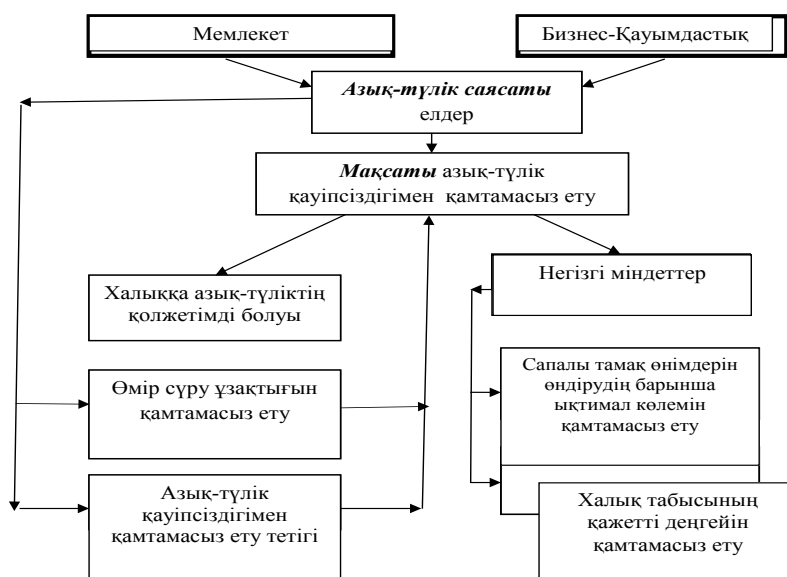 Мемлекет
Бизнес-Қауымдастық
Азық-түлік саясаты
елдер
Мақсаты азық-түлік
қауіпсіздігімен қамтамасыз ету
Халыққа азық-түліктің
қолжетімді болуы
Негізгі міндеттер
Өмір сүру ұзақтығын
қамтамасыз ету
Сапалы тамақ өнімдерін
өндірудің барынша
ықтимал көлемін
қамтамасыз ету
Азық-түлік
қауіпсіздігімен
қамтамасыз ету тетігі
Халық табысының
қажетті деңгейін
қамтамасыз ету